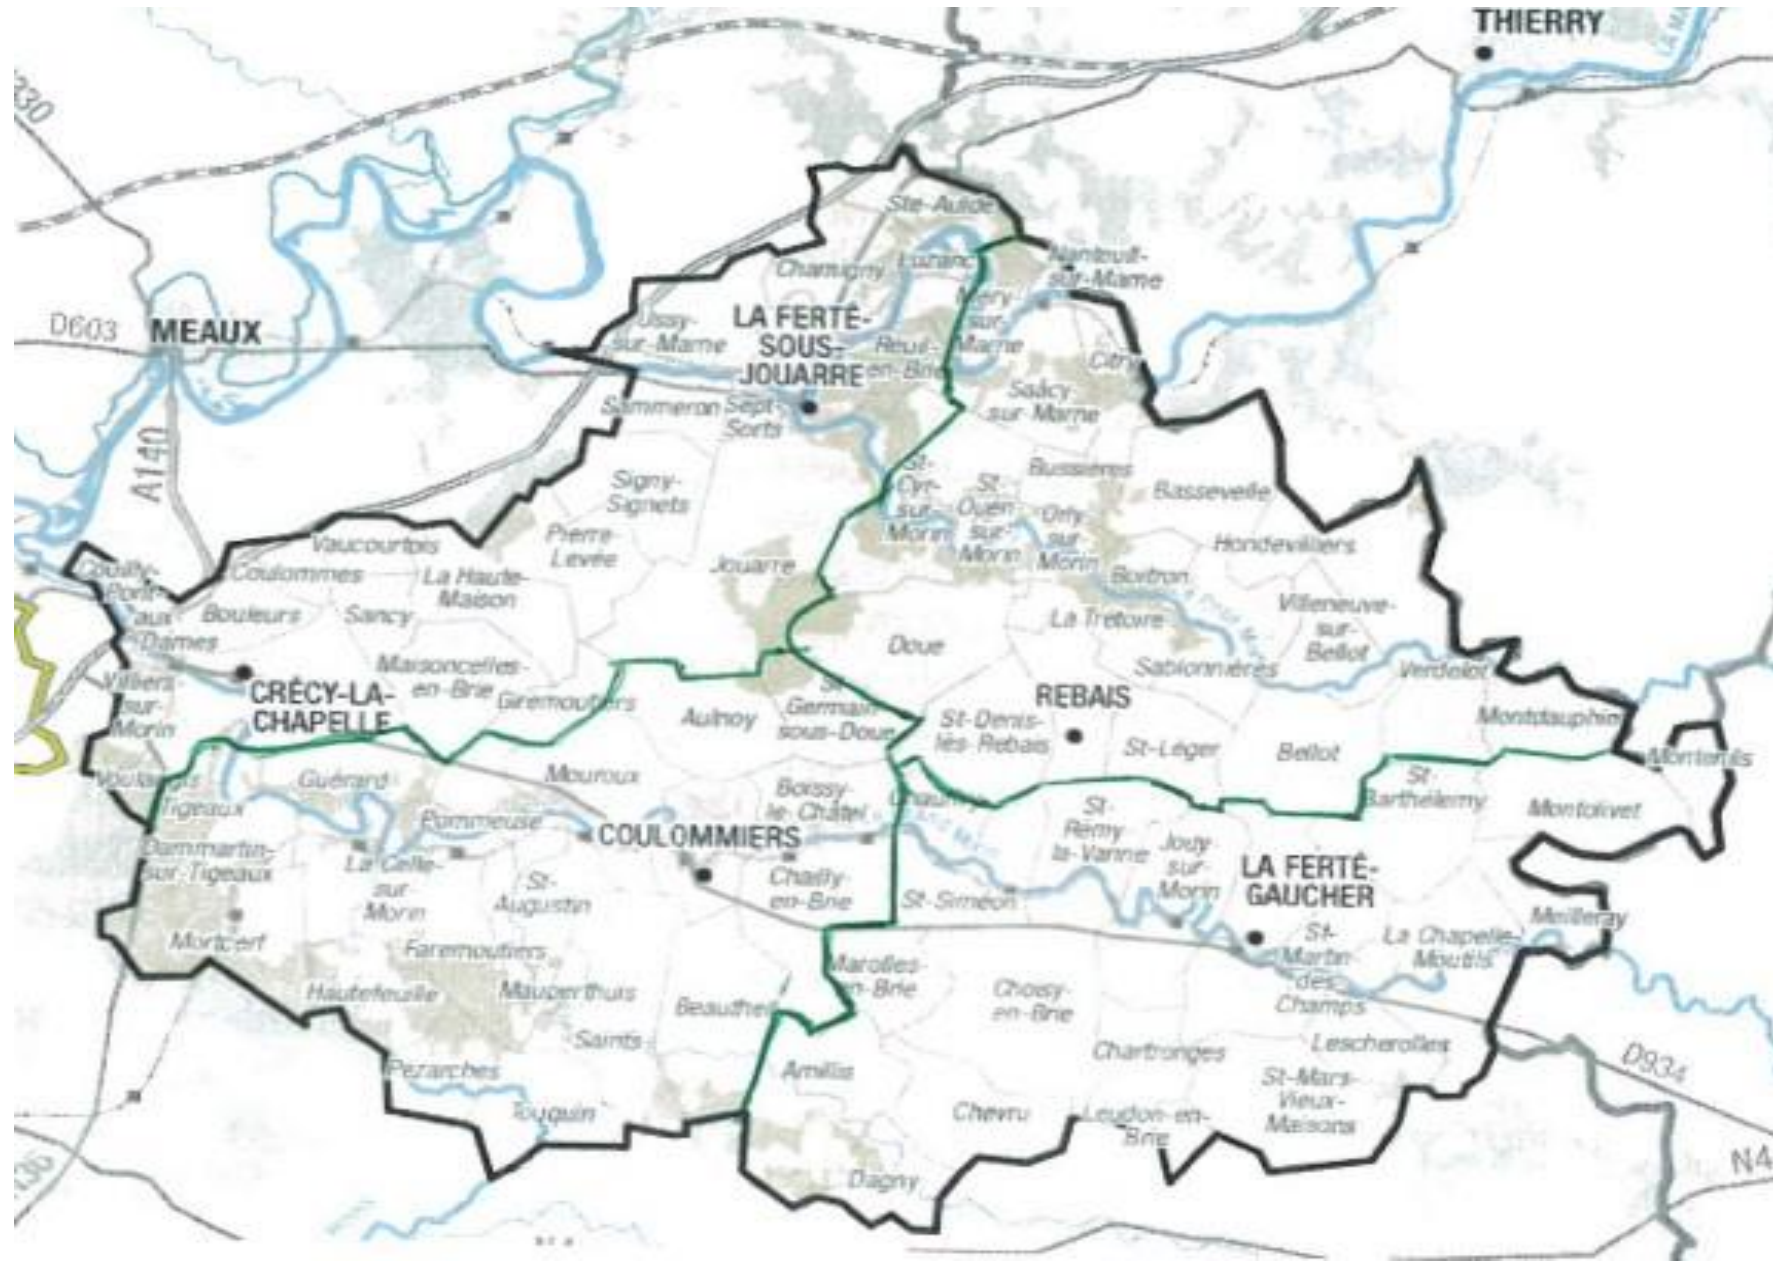 THIERRY
D603
MEAUX
A140
Ste-Aulde
Chamigny
Luzanc
Nanteuil-
sur-Marne
Ussy-
sur-Marne
LA FERTÉ-
SOUS-
JOUARRE
Reuil-
en-Brie
Méry-
sur-
Marne
Citry
Saâcy-
sur-Marne
Sammeron
Sept-
Sorts
Signy-
Signets
Pierre-
Levée
St-
Cyr-
sur-
Morin
St
Ouen-
sur-
Morin
Orly
sur-
Morin
Bussières
Bassevelle
Hondevilliers
Boitron
Villeneuve-
sur-
Bellot
Verdelot
Vaucourtois
Coulommes
La Haute-
Maison
Jouarre
Couilly-
Pont-
aux-
Dames
Bouleurs
Sancy
Maisoncelles-
en-Brie
Giremoutiers
CRÉCY-LA-
CHAPELLE
Villiers-
sur-
Morin
Voulangis
Tigeaux
Guérard
Pommeuse
Mouroux
Aulnoy
St
Germain-
sous-Doue
Doue
La Trétoire
Sablonnières
REBAIS
St-Denis-
lès-Rebais
St-Léger
Bellot
Montdauphin
Montenils
Montolivet
St-
Barthélemy
Boissy-
le-Châtel
Chauffry
COULOMMIERS
Chailly-
en-Brie
St-Siméon
St-
Rémy
la-Vanne
Jouy-
sur-
Morin
LA FERTÉ-
GAUCHER
Meilleray
La Chapelle-
Moutils
St-
Martin-
des
Champs
Dammartin-
sur-Tigeaux
La Celle-
sur
Morin
St-
Augustin
Mortcerf
Faremoutiers
Hautefeuille
Mauperthuis
Beautheil
Saints
Pézarches
Touquin
Marolles-
en-Brie
Choisy-
en-Brie
Amillis
Chartronges
Lescherolles
Chevru
Leudon-en-
Brie
St-Mars-
Vieux-
Maisons
Dagny
D934
N4